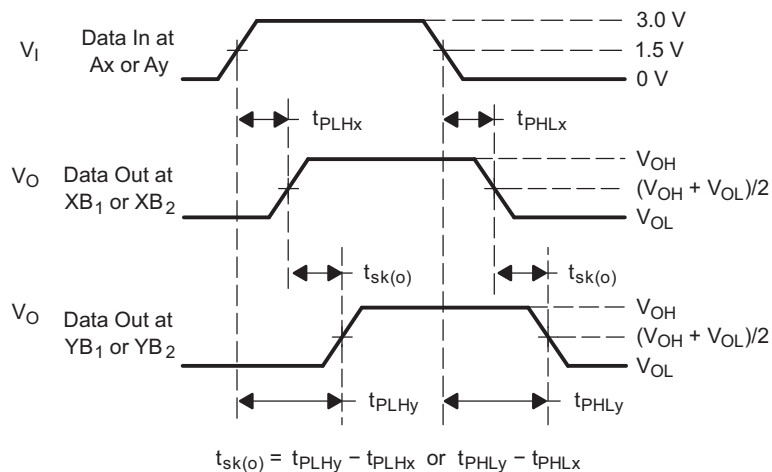 V_I
Data In at
Ax or Ay
3.0 V
1.5 V
0 V
t_PLHx
t_PHLx
V_O
Data Out at
XB_1 or XB_2
V_OH
(V_OH + V_OL)/2
V_OL
t_sk(o)
t_sk(o)
V_O
Data Out at
YB_1 or YB_2
V_OH
(V_OH + V_OL)/2
V_OL
t_PLHy
t_PHLy
t_sk(o) = t_PLHy − t_PLHx or t_PHLy − t_PHLx